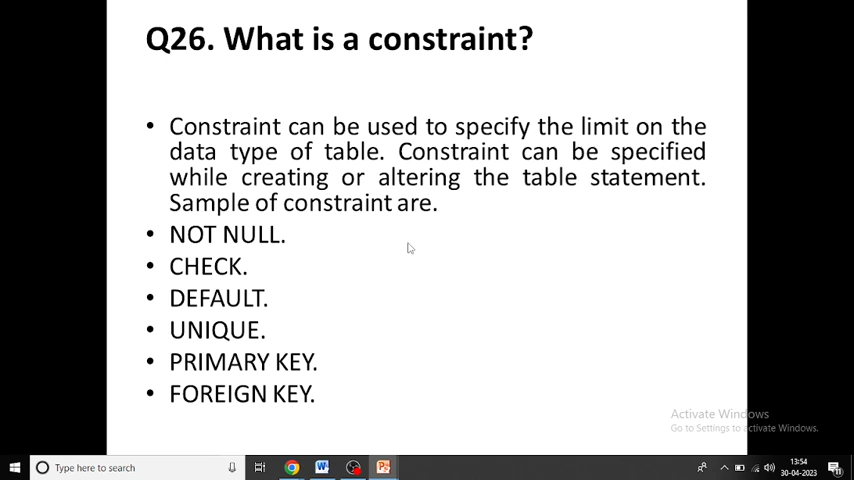 Q26. What is a constraint?
• Constraint can be used to specify the limit on the
data type of table. Constraint can be specified
while creating or altering the table statement.
Sample of constraint are.
• NOT NULL.
• CHECK.
• DEFAULT.
• UNIQUE.
• PRIMARY KEY.
• FOREIGN KEY.
Activate Windows
Go to Settings to activate Windows.
Type here to search
13:54
30-04-2023